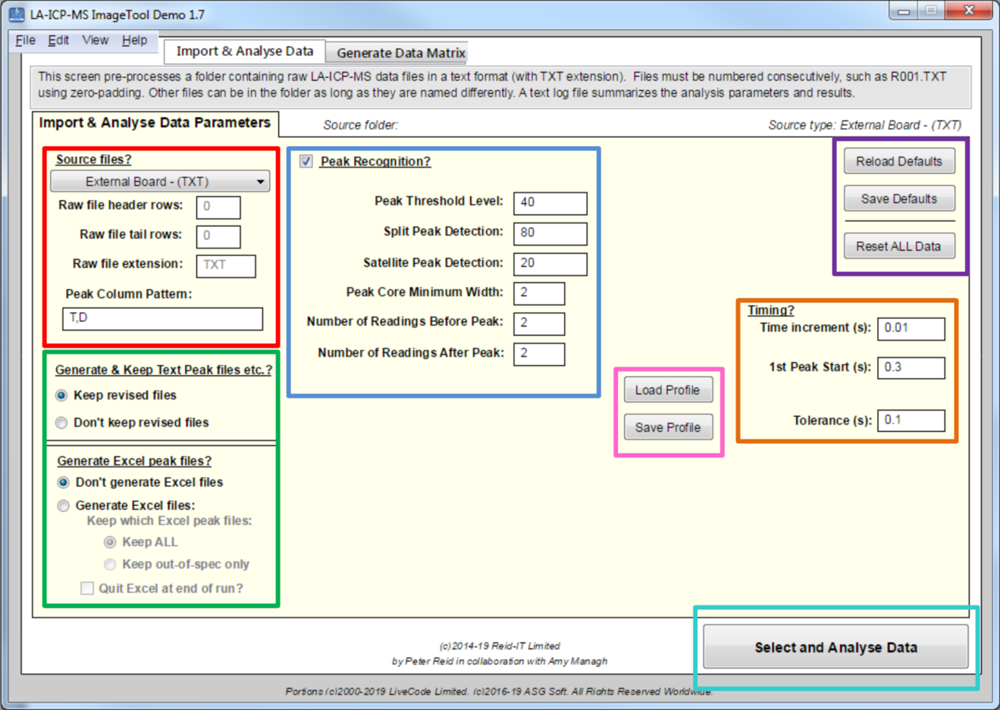 LA-ICP-MS ImageTool Demo 1.7
File Edit View Help
Import & Analyse Data Generate Data Matrix
This screen pre-processes a folder containing raw LA-ICP-MS data files in a text format (with TXT extension). Files must be numbered consecutively, such as R001.TXT
using zero-padding. Other files can be in the folder as long as they are named differently. A text log file summarizes the analysis parameters and results.
Import & Analyse Data Parameters
Source folder:
Source type: External Board - (TXT)
Source files?
External Board - (TXT)
Raw file header rows: 0
Raw file tail rows: 0
Raw file extension: TXT
Peak Column Pattern:
T,D
Generate & Keep Text Peak files etc.?
Keep revised files
Don't keep revised files
Generate Excel peak files?
Don't generate Excel files
Generate Excel files:
Keep which Excel peak files:
Keep ALL
Keep out-of-spec only
Quit Excel at end of run?
Peak Recognition?
Peak Threshold Level: 40
Split Peak Detection: 80
Satellite Peak Detection: 20
Peak Core Minimum Width: 2
Number of Readings Before Peak: 2
Number of Readings After Peak: 2
Load Profile
Save Profile
Reload Defaults
Save Defaults
Reset ALL Data
Timing?
Time increment (s): 0.01
1st Peak Start (s): 0.3
Tolerance (s): 0.1
Select and Analyse Data
(c)2014-19 Reid-IT Limited
by Peter Reid in collaboration with Amy Managh
Portions (c)2000-2019 LiveCode Limited. (c)2016-19 ASG Soft. All Rights Reserved Worldwide.